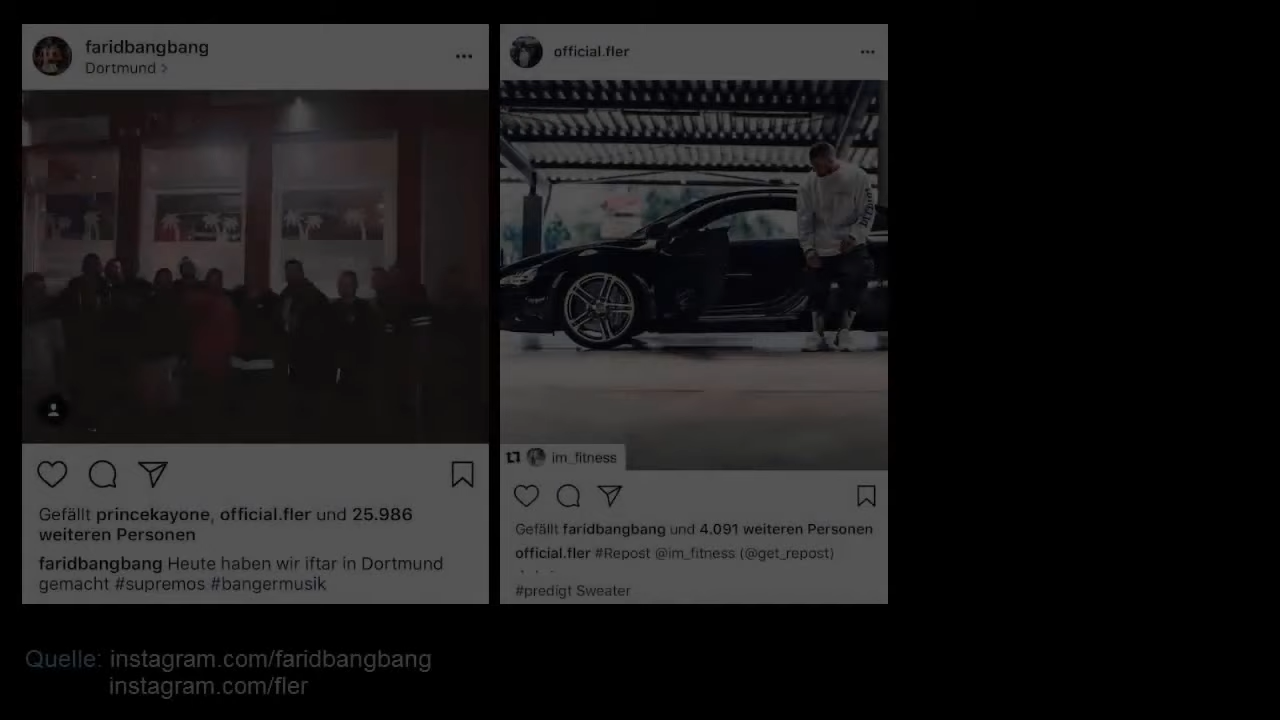 faridbangbang
Dortmund >
Gefällt princekayone, official.fler und 25.986
weiteren Personen
faridbangbang Heute haben wir iftar in Dortmund
gemacht #supremos #bangermusik
official.fler
im_fitness
Gefällt faridbangbang und 4.091 weiteren Personen
official.fler #Repost @im_fitness (@get_repost)
#predigt Sweater
Quelle: instagram.com/faridbangbang
instagram.com/fler